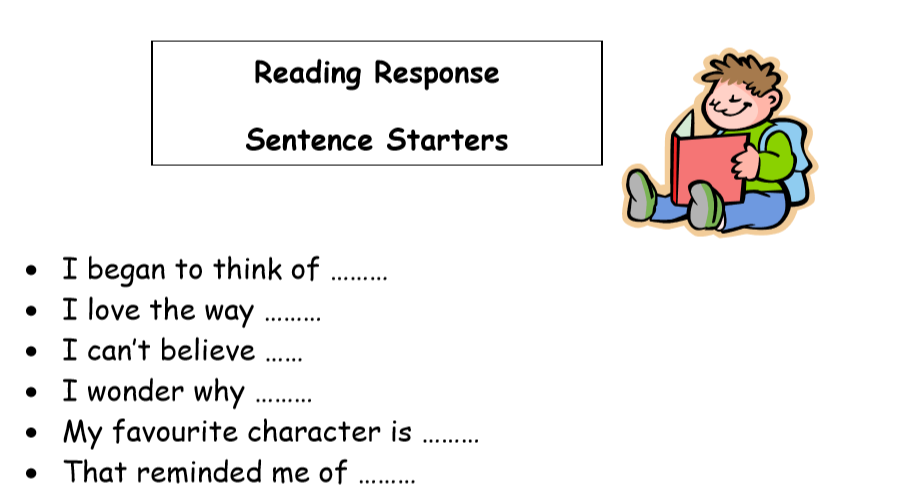 Reading Response
Sentence Starters
• I began to think of .........
• I love the way .........
• I can't believe ......
• I wonder why .........
• My favourite character is .........
• That reminded me of .........